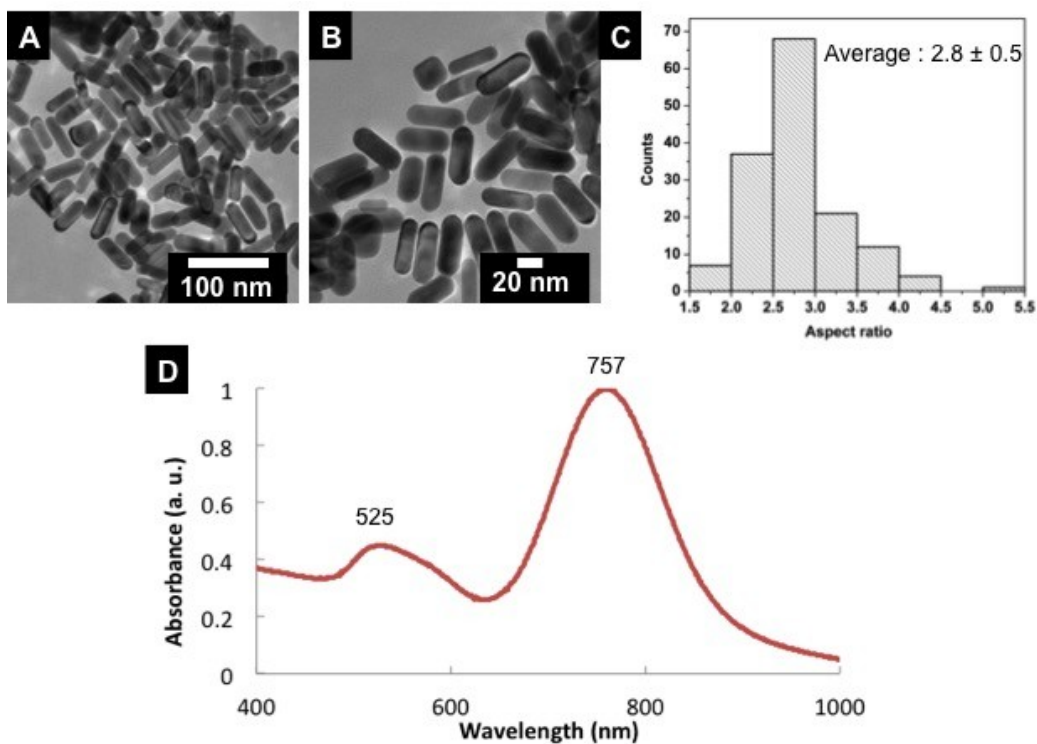 A
100 nm
B
20 nm
C
Average : 2.8 ± 0.5
70
60
50
40
30
20
10
0
Counts
1.5 2.0 2.5 3.0 3.5 4.0 4.5 5.0 5.5
Aspect ratio
D
757
525
1
0.8
0.6
0.4
0.2
0
Absorbance (a. u.)
400 600 800 1000
Wavelength (nm)